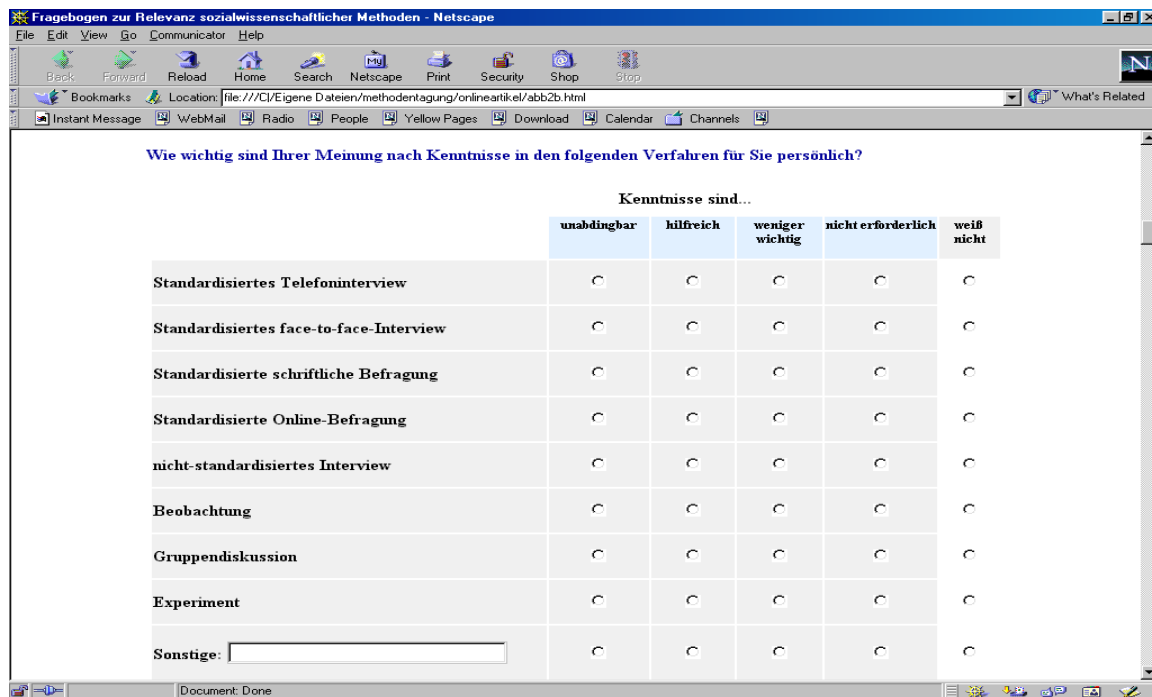 Fragebogen zur Relevanz sozialwissenschaftlicher Methoden - Netscape
File Edit View Go Communicator Help
My
Back Forward Reload Home Search Netscape Print Security Shop Stop
N
Bookmarks Location: file:///C|/Eigene Dateien/methodentagung/onlineartikel/abb2b.html What's Related
Instant Message WebMail Radio People Yellow Pages Download Calendar Channels
Wie wichtig sind Ihrer Meinung nach Kenntnisse in den folgenden Verfahren für Sie persönlich?
Kenntnisse sind...
unabdingbar hilfreich weniger wichtig nicht erforderlich weiß nicht
Standardisiertes Telefoninterview
Standardisiertes face-to-face-Interview
Standardisierte schriftliche Befragung
Standardisierte Online-Befragung
nicht-standardisiertes Interview
Beobachtung
Gruppendiskussion
Experiment
Sonstige:
Document: Done